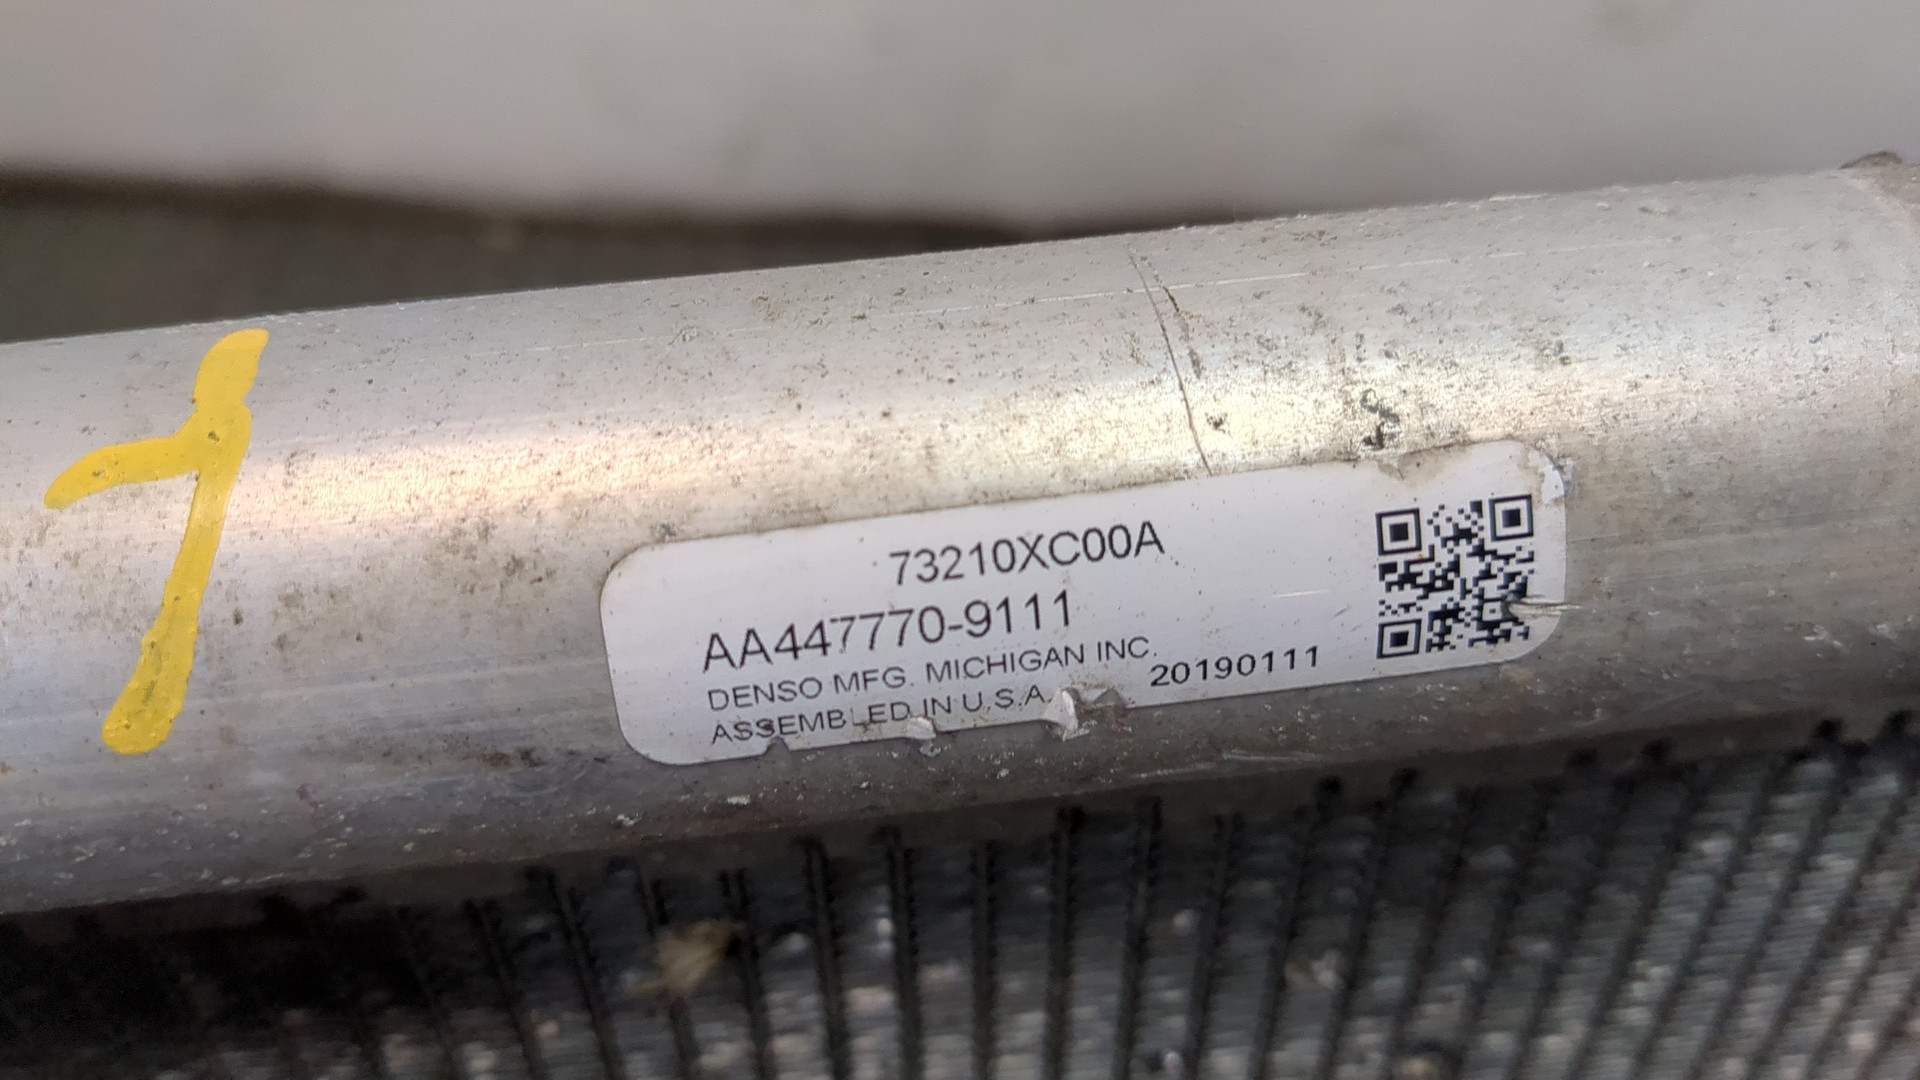 73210XC00A
AA447770-9111
DENSO MFG. MICHIGAN INC.
ASSEMBLED IN U.S.A. 20190111